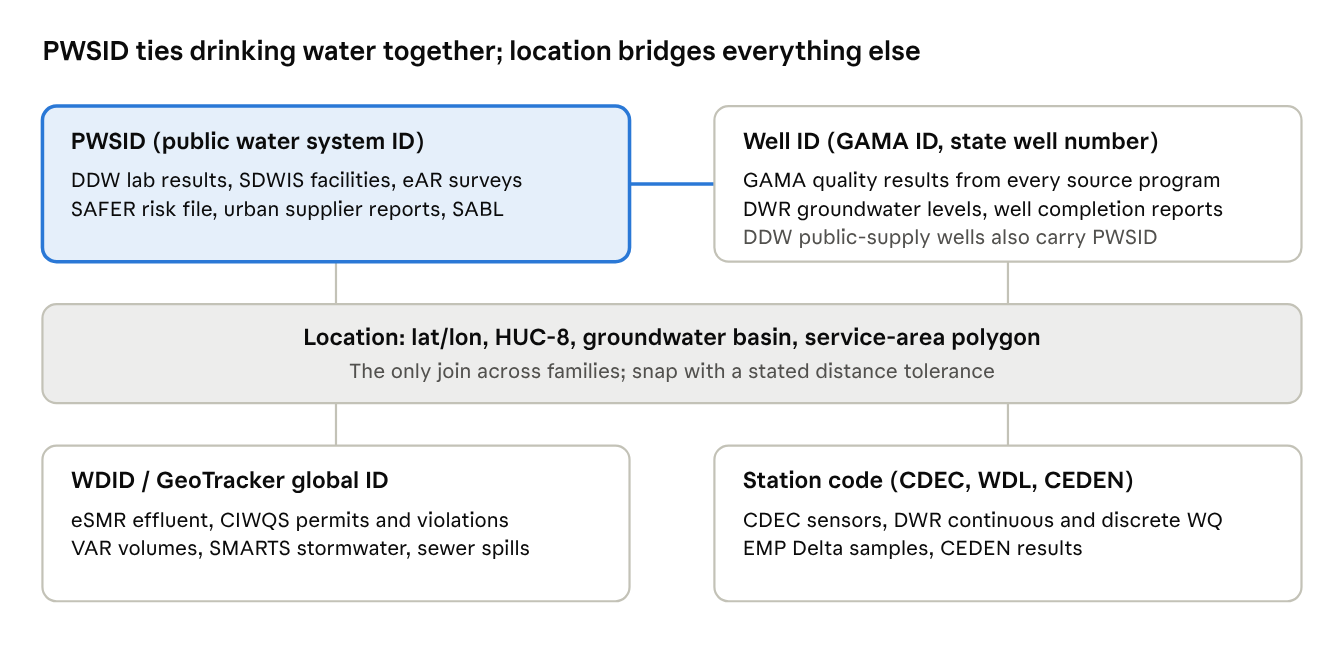 PWSID ties drinking water together; location bridges everything else
PWSID (public water system ID)
DDW lab results, SDWIS facilities, eAR surveys
SAFER risk file, urban supplier reports, SABL
Well ID (GAMA ID, state well number)
GAMA quality results from every source program
DWR groundwater levels, well completion reports
DDW public-supply wells also carry PWSID
Location: lat/lon, HUC-8, groundwater basin, service-area polygon
The only join across families; snap with a stated distance tolerance
WDID / GeoTracker global ID
eSMR effluent, CIWQS permits and violations
VAR volumes, SMARTS stormwater, sewer spills
Station code (CDEC, WDL, CEDEN)
CDEC sensors, DWR continuous and discrete WQ
EMP Delta samples, CEDEN results